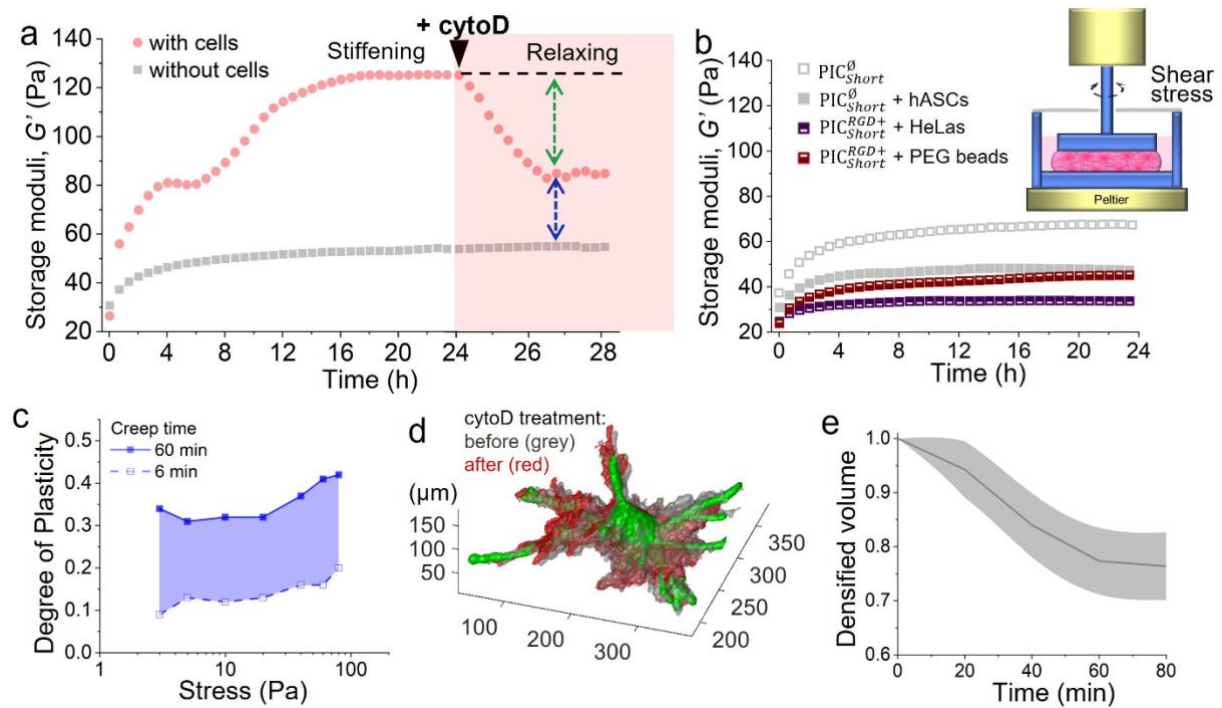 a
+ cytoD
with cells
without cells
Stiffening
Relaxing
Storage moduli, G' (Pa)
140
120
100
80
60
40
20
0
4
8
12
16
20
24
26
28
Time (h)
b
PIC^Ø_Short
PIC^Ø_Short + hASCs
PIC^RGD+_Short + HeLas
PIC^RGD+_Short + PEG beads
Shear
stress
Peltier
Storage moduli, G' (Pa)
140
120
100
80
60
40
20
0
4
8
12
16
20
24
Time (h)
c
Creep time
60 min
6 min
Degree of Plasticity
0.5
0.4
0.3
0.2
0.1
0.0
1
10
100
Stress (Pa)
d
cytoD treatment:
before (grey)
after (red)
(μm)
150
100
50
100
200
300
350
300
250
200
e
Densified volume
1.0
0.9
0.8
0.7
0.6
0
20
40
60
80
Time (min)